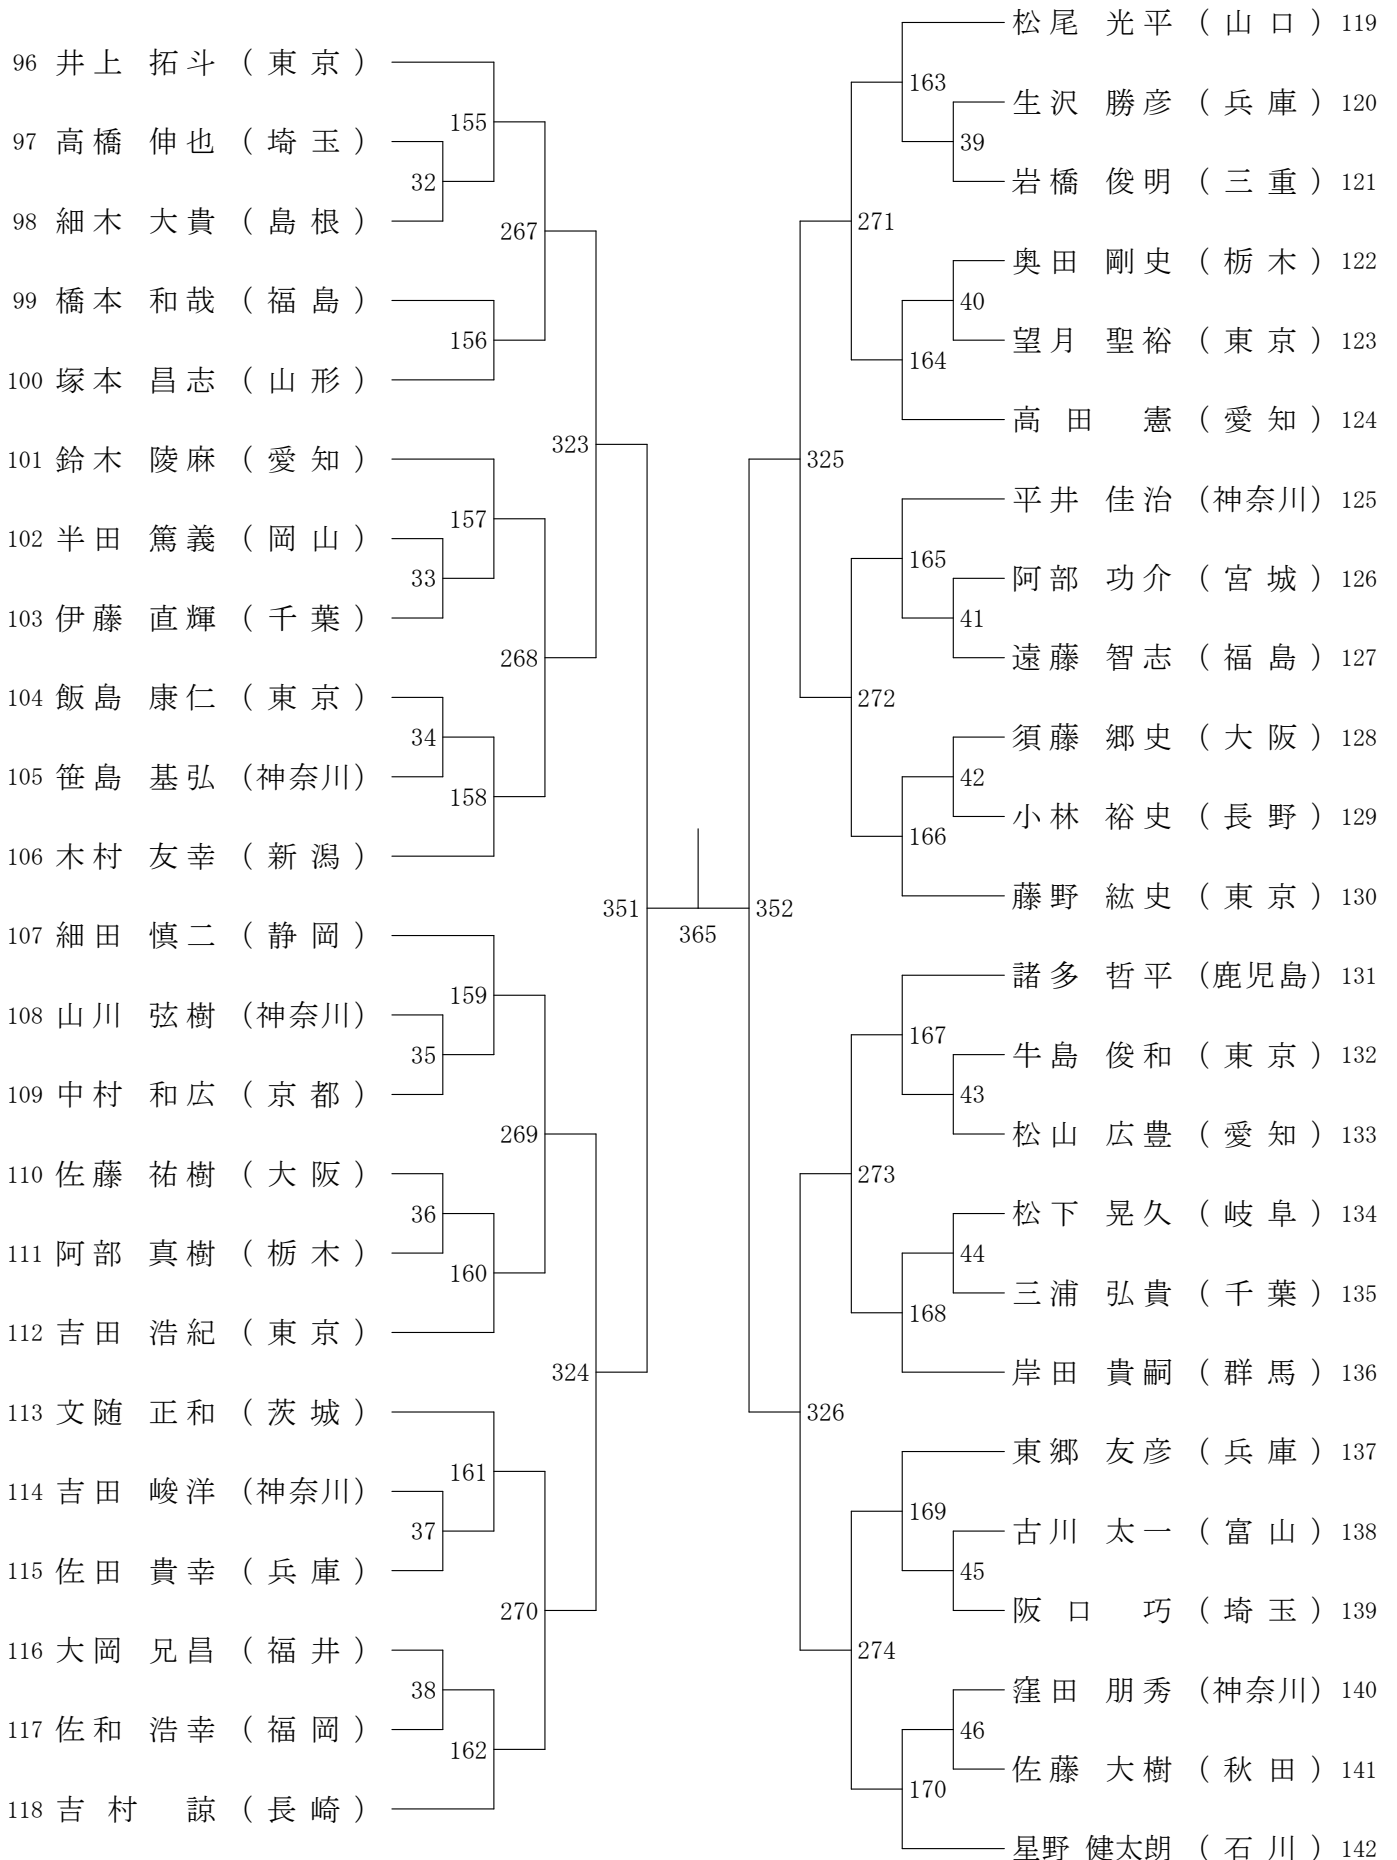 96 井上 拓斗 （東京）
155
97 高橋 伸也 （埼玉）
32
98 細木 大貴 （島根）
267
99 橋本 和哉 （福島）
156
100 塚本 昌志 （山形）
323
101 鈴木 陵麻 （愛知）
157
102 半田 篤義 （岡山）
33
103 伊藤 直輝 （千葉）
268
104 飯島 康仁 （東京）
34
105 笹島 基弘 （神奈川）
158
106 木村 友幸 （新潟）
351
107 細田 慎二 （静岡）
159
108 山川 弦樹 （神奈川）
35
109 中村 和広 （京都）
269
110 佐藤 祐樹 （大阪）
36
111 阿部 真樹 （栃木）
160
112 吉田 浩紀 （東京）
324
113 文随 正和 （茨城）
161
114 吉田 峻洋 （神奈川）
37
115 佐田 貴幸 （兵庫）
270
116 大岡 兄昌 （福井）
38
117 佐和 浩幸 （福岡）
162
118 吉村 諒 （長崎）
365
松尾 光平 （山口） 119
163
生沢 勝彦 （兵庫） 120
39
岩橋 俊明 （三重） 121
271
奥田 剛史 （栃木） 122
40
望月 聖裕 （東京） 123
164
高田 憲 （愛知） 124
325
平井 佳治 （神奈川） 125
165
阿部 功介 （宮城） 126
41
遠藤 智志 （福島） 127
272
須藤 郷史 （大阪） 128
42
小林 裕史 （長野） 129
166
藤野 紘史 （東京） 130
352
諸多 哲平 （鹿児島） 131
167
牛島 俊和 （東京） 132
43
松山 広豊 （愛知） 133
273
松下 晃久 （岐阜） 134
44
三浦 弘貴 （千葉） 135
168
岸田 貴嗣 （群馬） 136
326
東郷 友彦 （兵庫） 137
169
古川 太一 （富山） 138
45
阪口 巧 （埼玉） 139
274
窪田 朋秀 （神奈川） 140
46
佐藤 大樹 （秋田） 141
170
星野 健太朗 （石川） 142